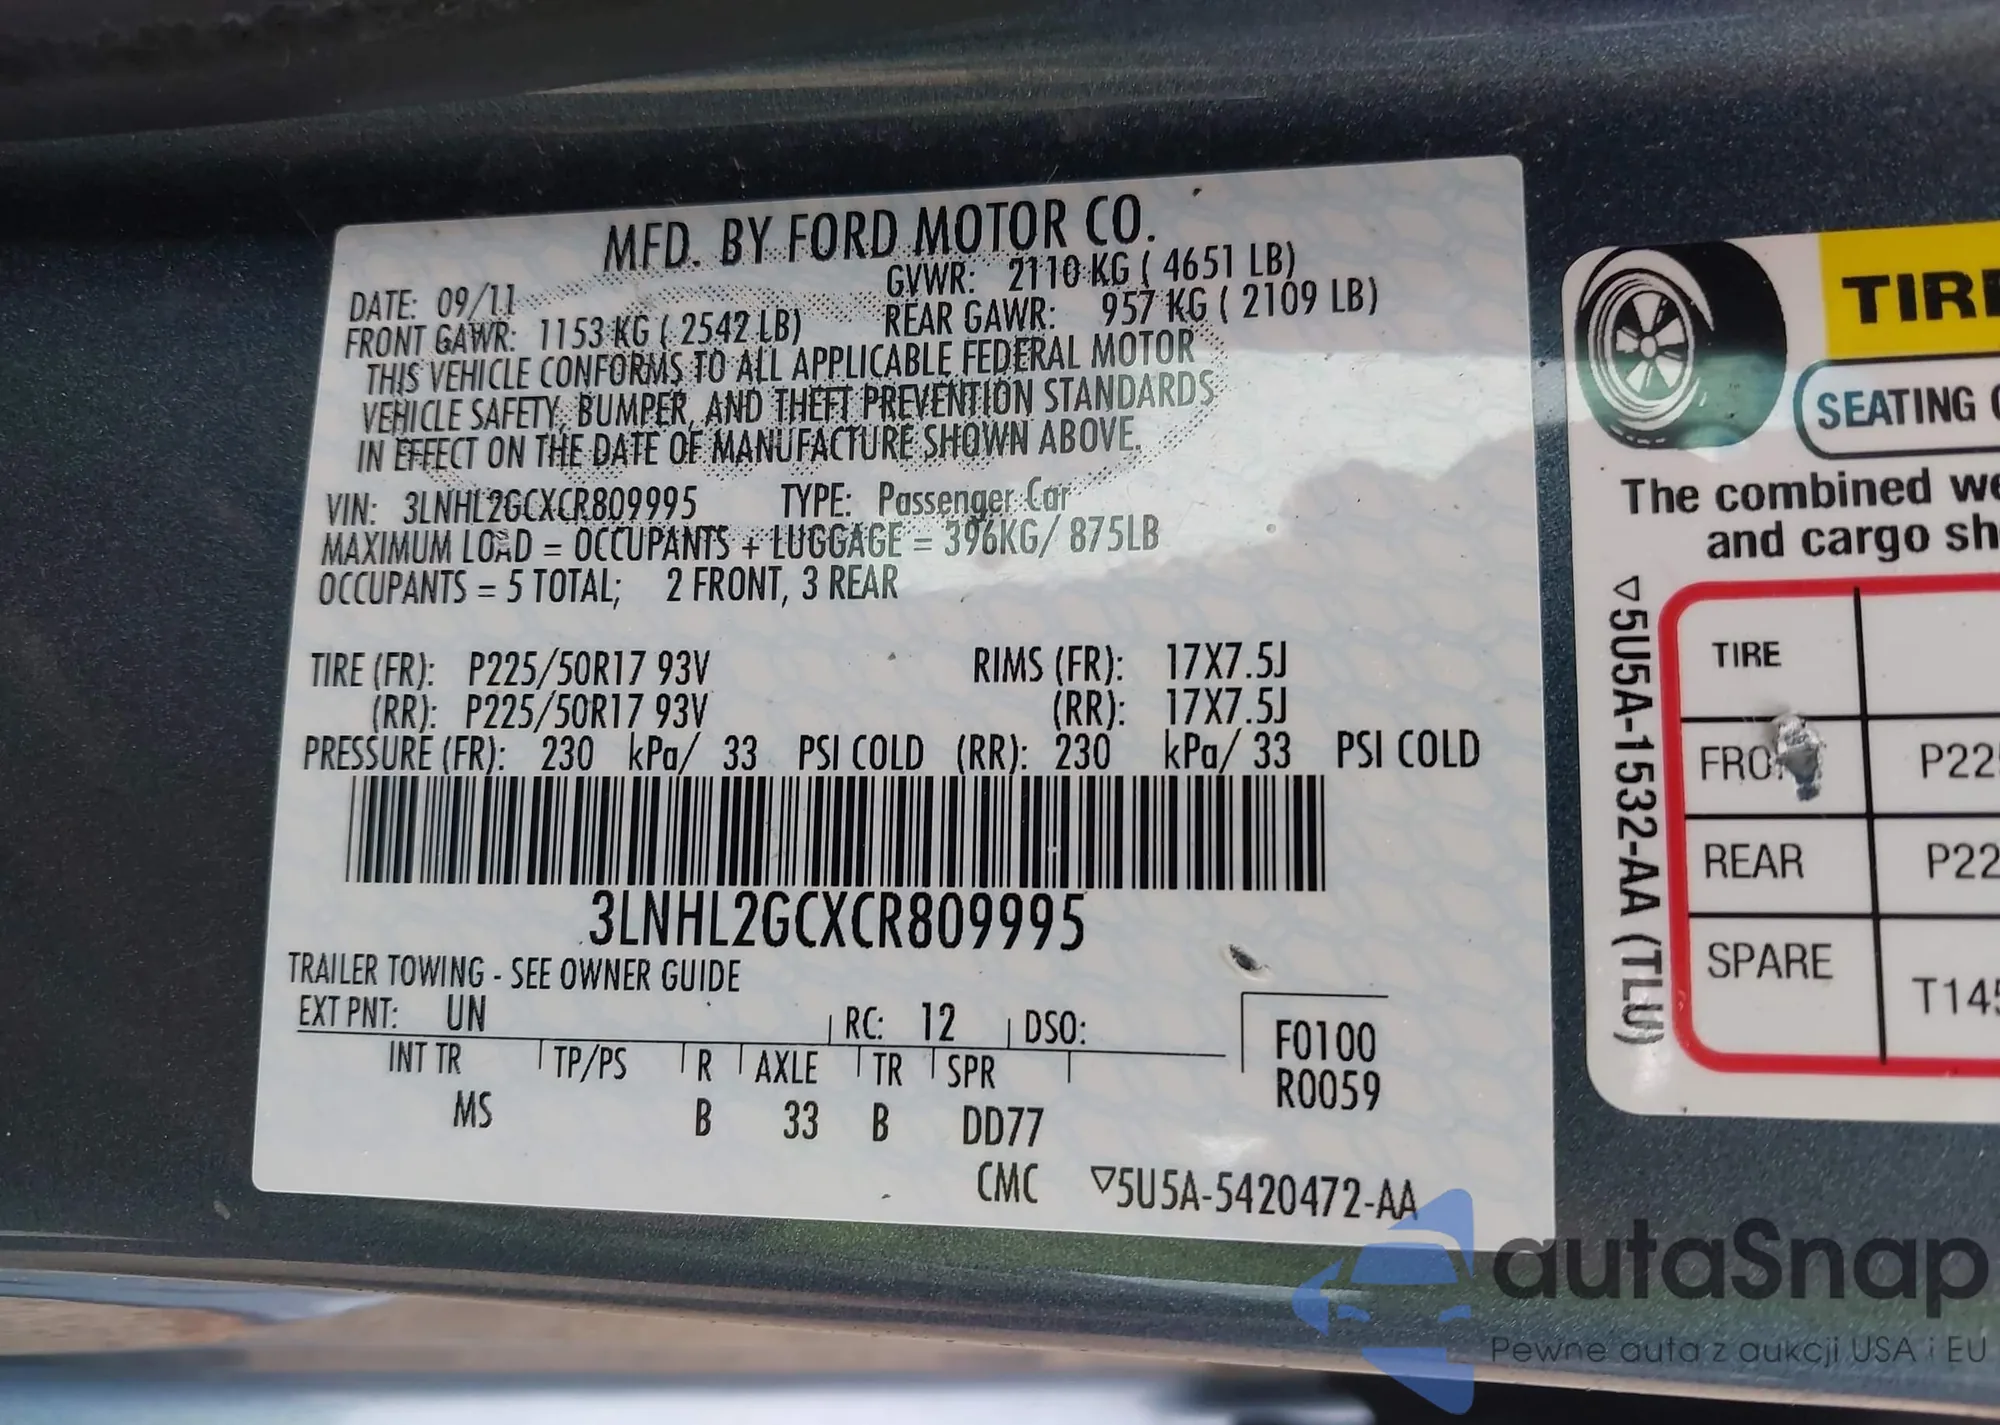 MFD. BY FORD MOTOR CO.
DATE: 09/11 GVWR: 2110 KG ( 4651 LB)
FRONT GAWR: 1153 KG ( 2542 LB) REAR GAWR: 957 KG ( 2109 LB)
THIS VEHICLE CONFORMS TO ALL APPLICABLE FEDERAL MOTOR
VEHICLE SAFETY, BUMPER, AND THEFT PREVENTION STANDARDS
IN EFFECT ON THE DATE OF MANUFACTURE SHOWN ABOVE.
VIN: 3LNHL2GCXCR809995 TYPE: Passenger Car
MAXIMUM LOAD = OCCUPANTS + LUGGAGE = 396KG/ 875LB
OCCUPANTS = 5 TOTAL; 2 FRONT, 3 REAR
TIRE (FR): P225/50R17 93V RIMS (FR): 17X7.5J
(RR): P225/50R17 93V (RR): 17X7.5J
PRESSURE (FR): 230 kPa/ 33 PSI COLD (RR): 230 kPa/ 33 PSI COLD
3LNHL2GCXCR809995
TRAILER TOWING - SEE OWNER GUIDE
EXT PNT: UN RC: 12 DSO:
INT TR TP/PS R AXLE TR SPR
MS B 33 B DD77
F0100
R0059
CMC ▽5U5A-5420472-AA
TIRE
SEATING
The combined
and cargo
▽5U5A-1532-AA (TLU)
TIRE
FRO P22
REAR P22
SPARE T145
autaSnap
Pewne auta z aukcji USA i EU